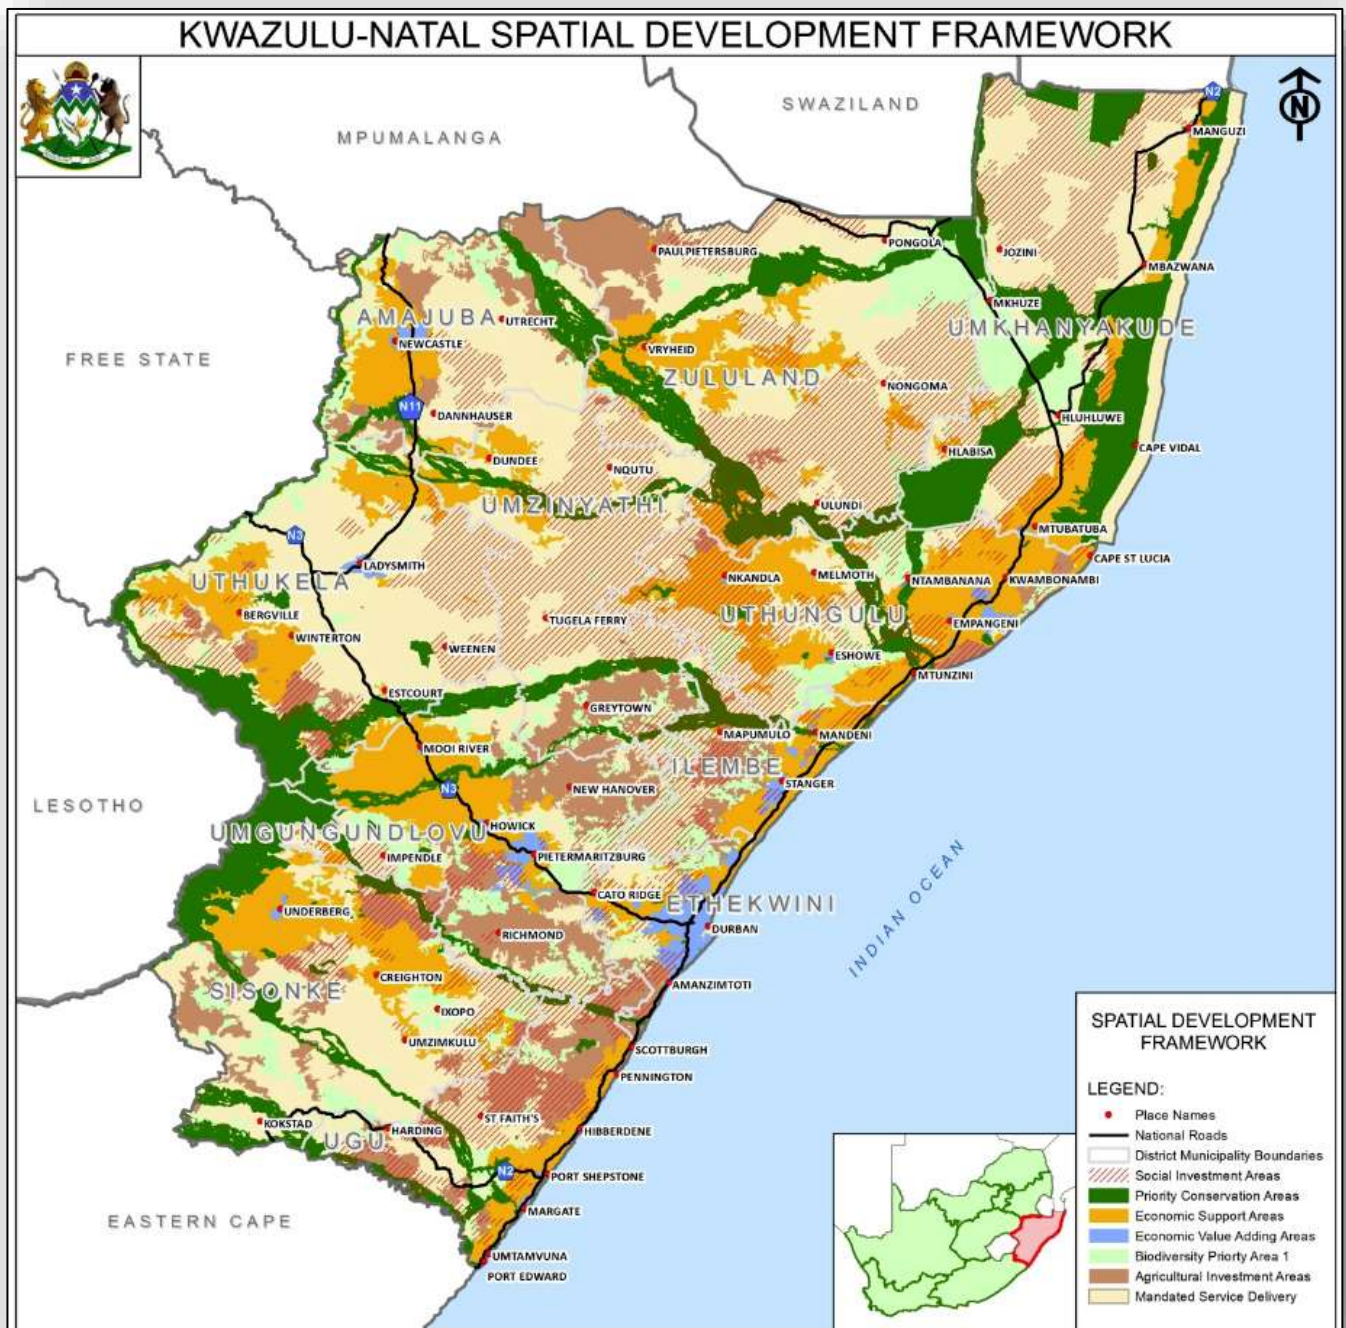 KWAZULU-NATAL SPATIAL DEVELOPMENT FRAMEWORK
SWAZILAND
N
N2
MPUMALANGA
MANGUZI
PAULPIETERSBURG
PONGOLA
JOZINI
MBAZWANA
MKHUZE
AMAJUBA
UTRECHT
UMKHANYAKUDE
NEWCASTLE
FREE STATE
VRYHEID
ZULULAND
NONGOMA
N11
DANNHAUSER
HLUHLUWE
DUNDEE
HLABISA
CAPE VIDAL
NQUTU
UMZINYATHI
ULUNDI
MTUBATUBA
N3
CAPE ST LUCIA
LADYSMITH
UTHUKELA
NKANDLA
MELMOTH
NTAMBANANA
KWAMBONAMBI
BERGVILLE
TUGELA FERRY
UTHUNGULU
EMPANGENI
WINTERTON
WEENEN
ESHOWE
MTUNZINI
ESTCOURT
GREYTOWN
MAPUMULO
MANDENI
MOOI RIVER
ILEMBE
STANGER
N3
NEW HANOVER
LESOTHO
HOWICK
UMGUNGUNDLOVU
IMPENDLE
PIETERMARITZBURG
CATO RIDGE
ETHEKWINI
UNDERBERG
DURBAN
RICHMOND
INDIAN OCEAN
CREIGHTON
AMANZIMTOTI
SISONKE
IXOPO
UMZIMKULU
SCOTTBURGH
PENNINGTON
ST FAITH'S
KOKSTAD
HARDING
HIBBERDENE
UGU
N2
PORT SHEPSTONE
MARGATE
EASTERN CAPE
UMTAMVUNA
PORT EDWARD
SPATIAL DEVELOPMENT
FRAMEWORK
LEGEND:
Place Names
National Roads
District Municipality Boundaries
Social Investment Areas
Priority Conservation Areas
Economic Support Areas
Economic Value Adding Areas
Biodiversity Priorty Area 1
Agricultural Investment Areas
Mandated Service Delivery